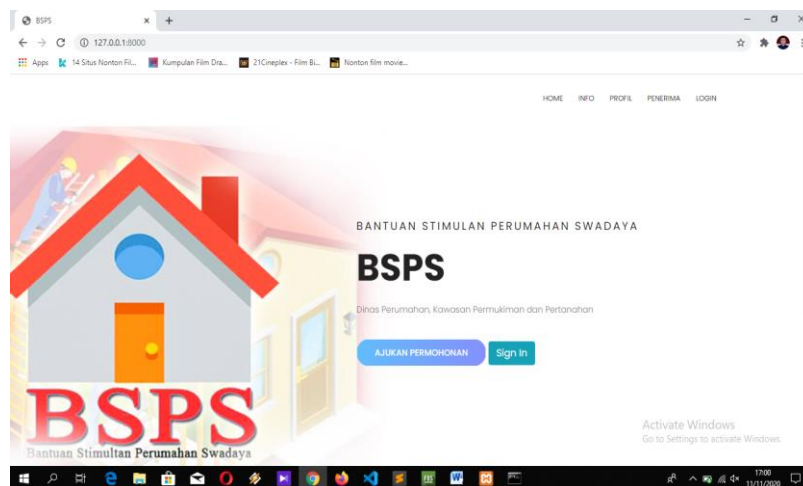 BSPS
127.0.0.1:8000
Apps 14 Situs Nonton Fil... Kumpulan Film Dra... 21Cineplex - Film Bi... Nonton film movie...
HOME INFO PROFIL PENERIMA LOGIN
BANTUAN STIMULAN PERUMAHAN SWADAYA
BSPS
Dinas Perumahan, Kawasan Permukiman dan Pertanahan
AJUKAN PERMOHONAN Sign In
BSPS
Bantuan Stimultan Perumahan Swadaya
Activate Windows
Go to Settings to activate Windows.
17:00
11/11/2020